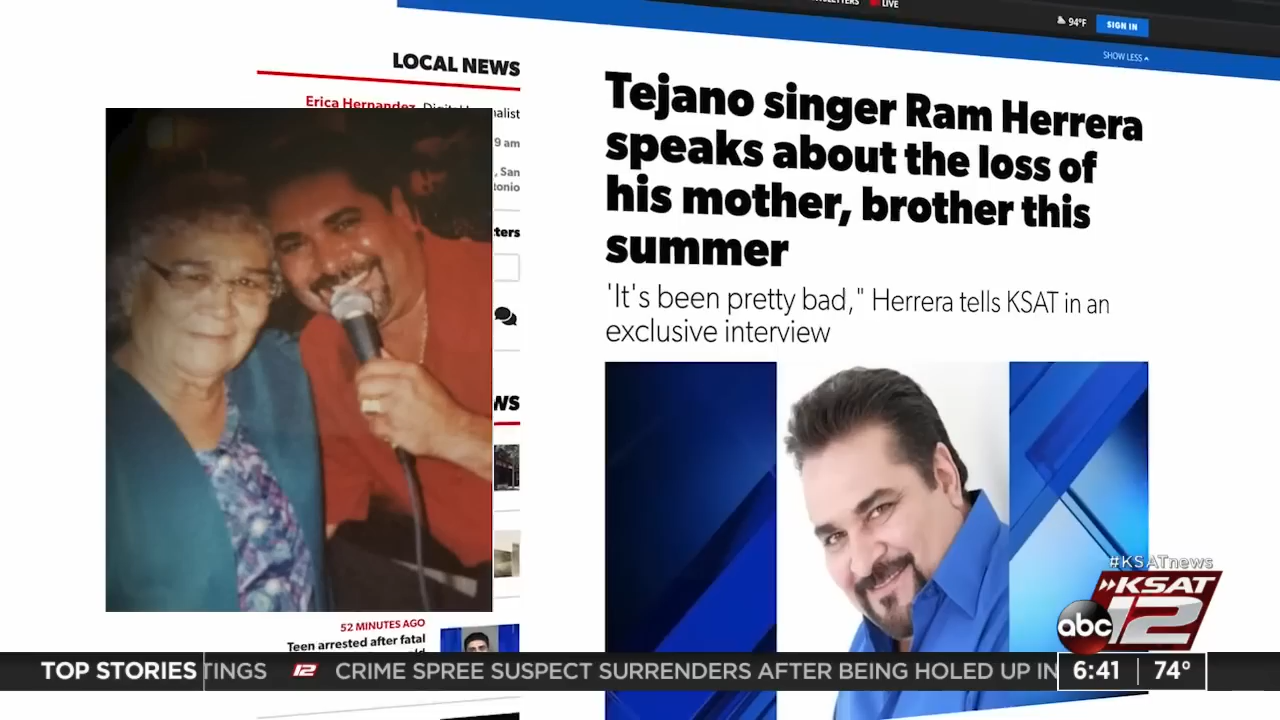 LIVE
94°F
SIGN IN
SHOW LESS
LOCAL NEWS
Erica Hernandez,
9 am
, San
Tejano singer Ram Herrera
speaks about the loss of
his mother, brother this
summer
'It's been pretty bad," Herrera tells KSAT in an
exclusive interview
52 MINUTES AGO
Teen arrested after fatal
#KSATnews
KSAT
abc 12
TOP STORIES TINGS 12 CRIME SPREE SUSPECT SURRENDERS AFTER BEING HOLED UP IN 6:41 74°